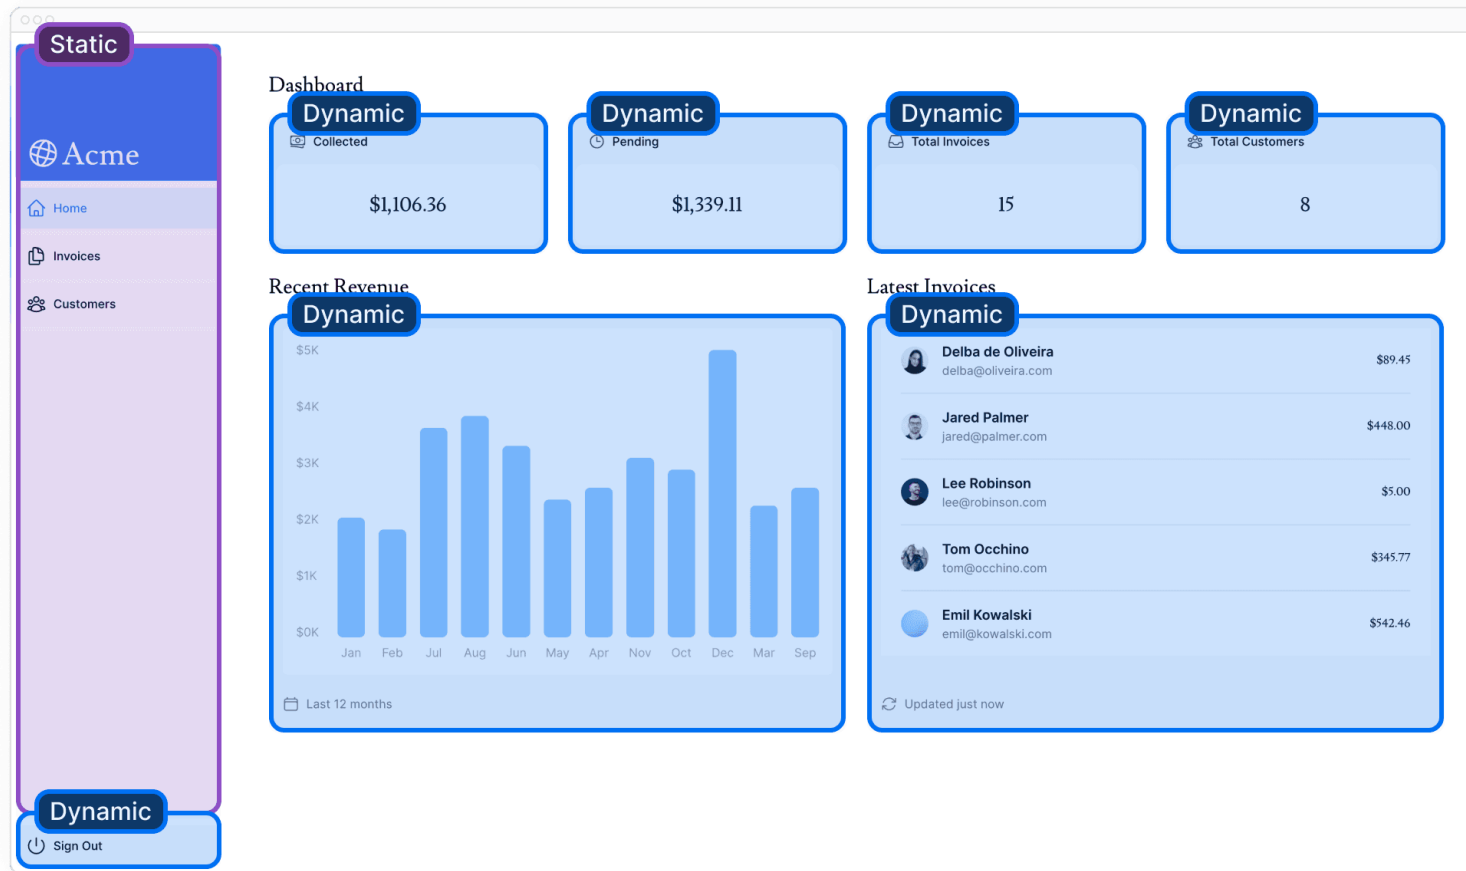 Static
Acme
Home
Invoices
Customers
Dynamic
Sign Out
Dashboard
Dynamic
Collected
$1,106.36
Dynamic
Pending
$1,339.11
Dynamic
Total Invoices
15
Dynamic
Total Customers
8
Recent Revenue
Dynamic
$5K
$4K
$3K
$2K
$1K
$0K
Jan Feb Jul Aug Jun May Apr Nov Oct Dec Mar Sep
Last 12 months
Latest Invoices
Dynamic
Delba de Oliveira
delba@oliveira.com
$89.45
Jared Palmer
jared@palmer.com
$448.00
Lee Robinson
lee@robinson.com
$5.00
Tom Occhino
tom@occhino.com
$345.77
Emil Kowalski
emil@kowalski.com
$542.46
Updated just now